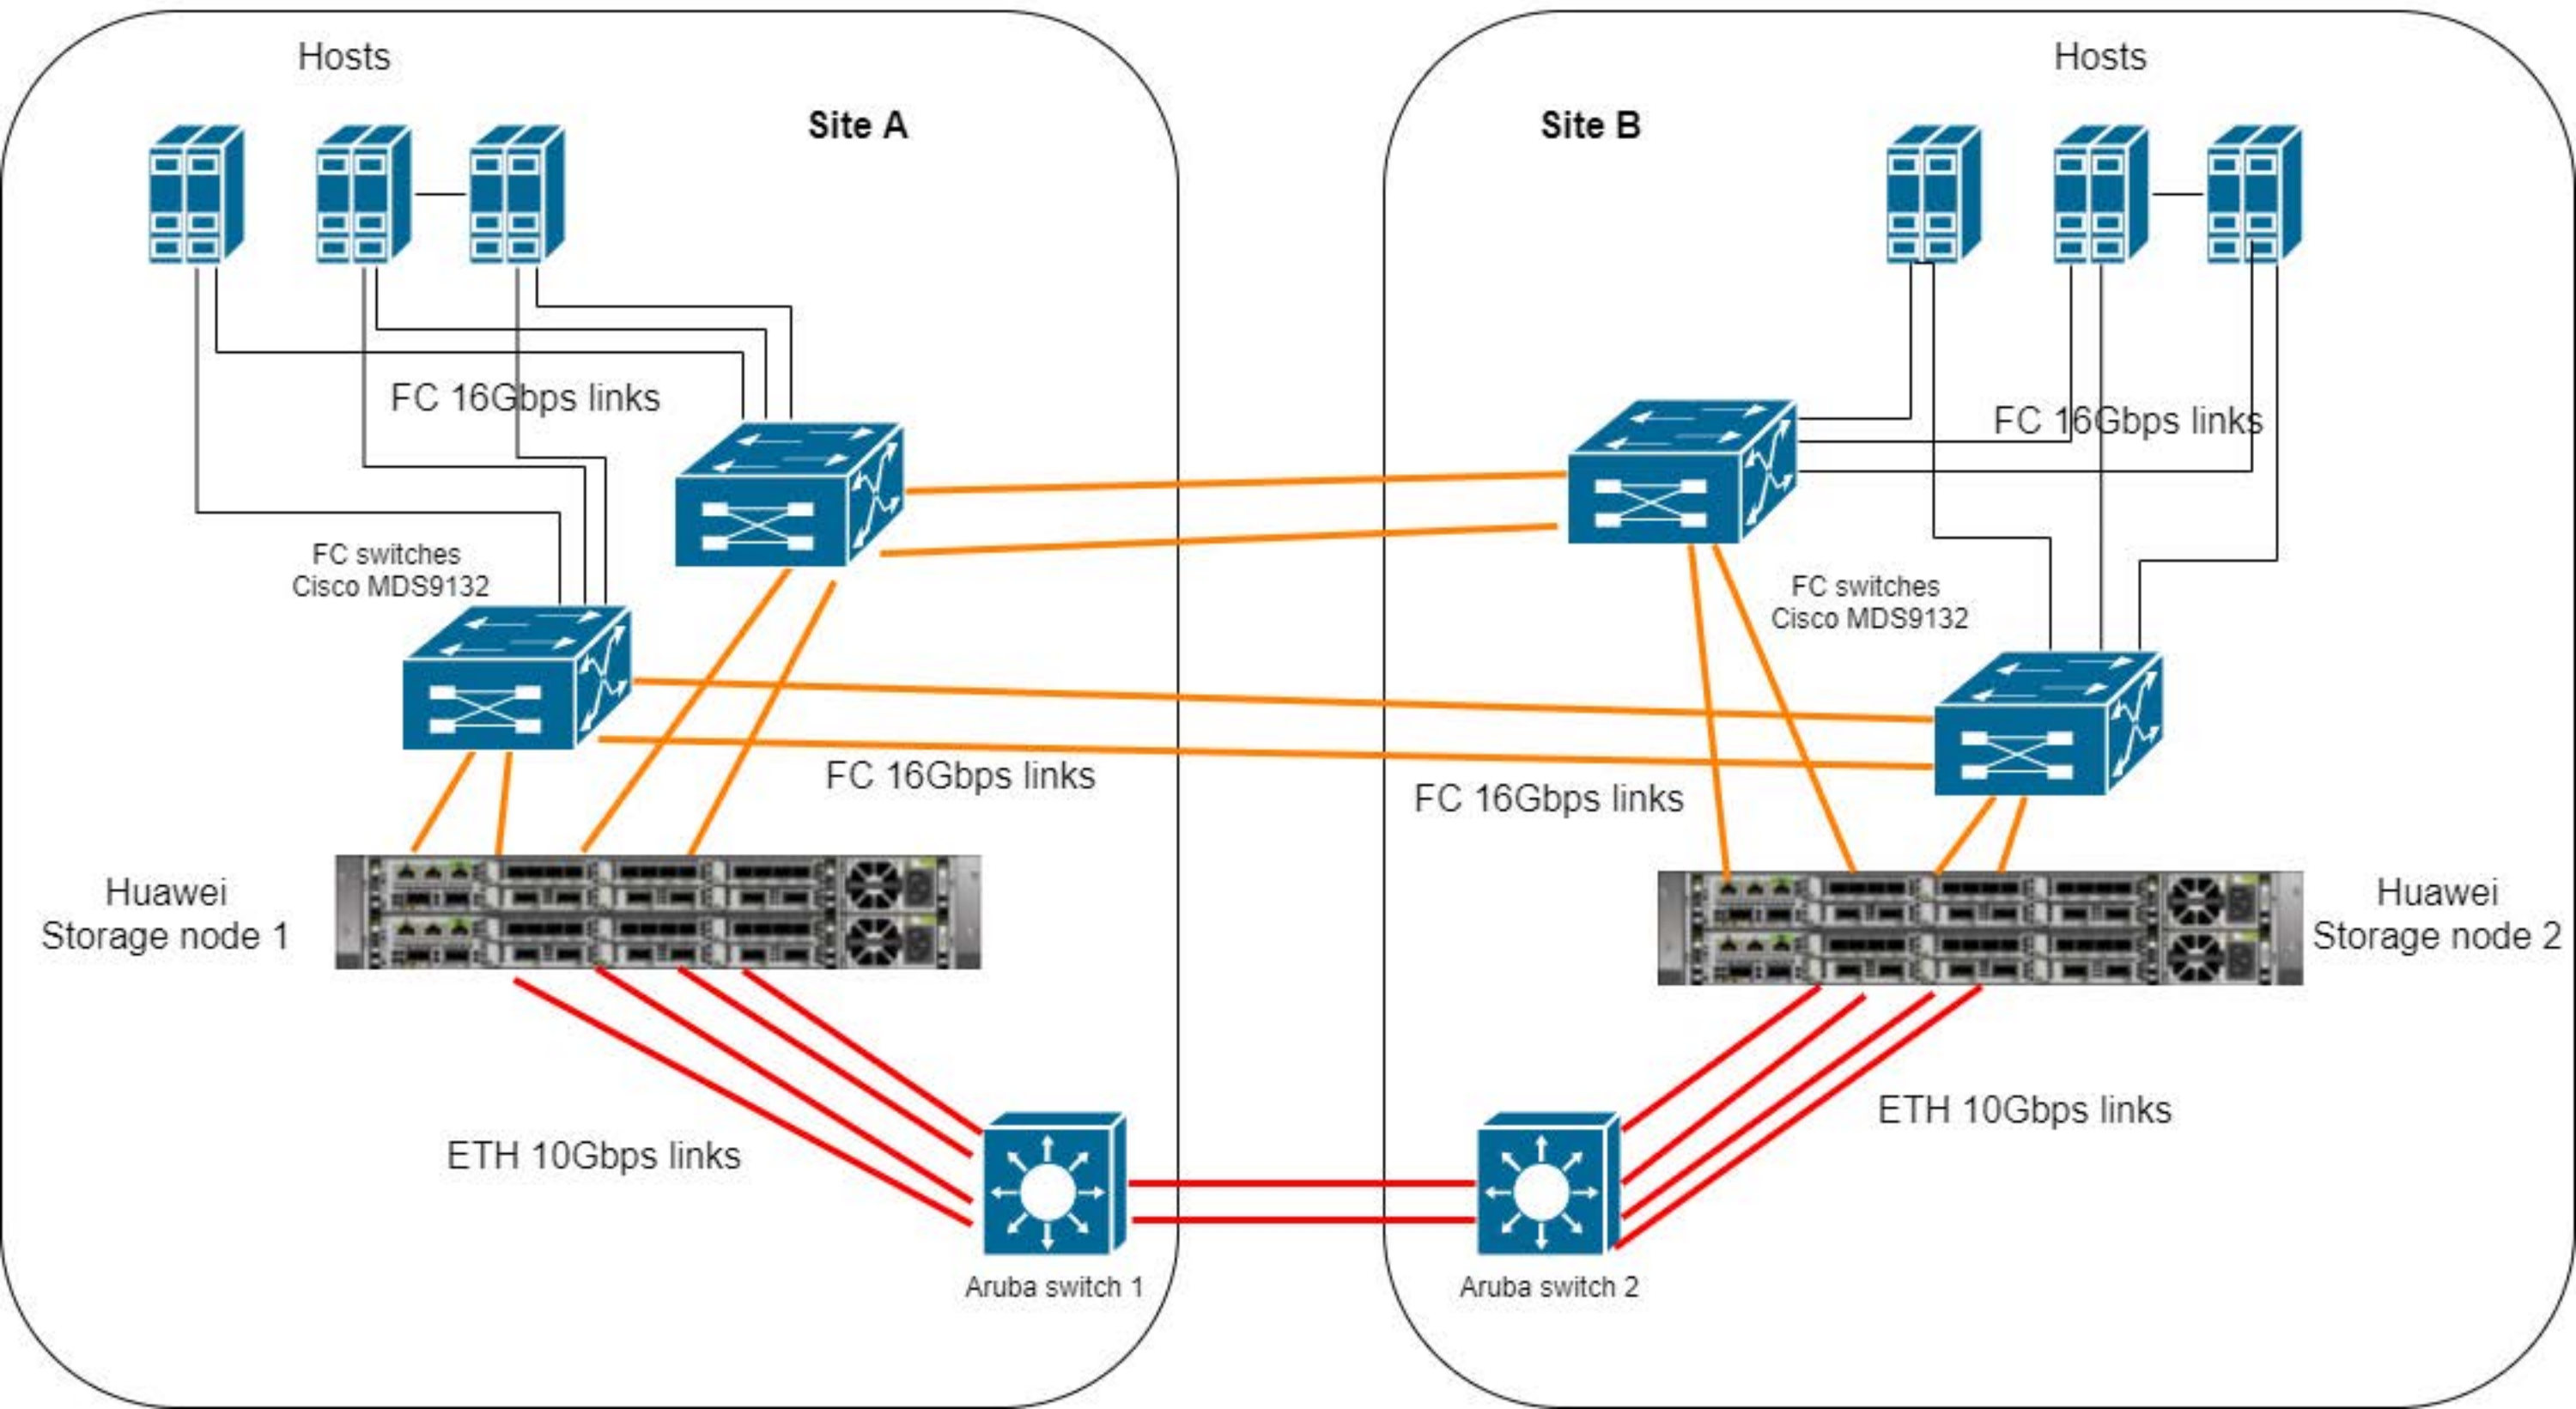 Hosts
Hosts
Site A
Site B
FC 16Gbps links
FC 16Gbps links
FC switches
Cisco MDS9132
FC switches
Cisco MDS9132
FC 16Gbps links
FC 16Gbps links
Huawei
Storage node 1
Huawei
Storage node 2
ETH 10Gbps links
ETH 10Gbps links
Aruba switch 1
Aruba switch 2